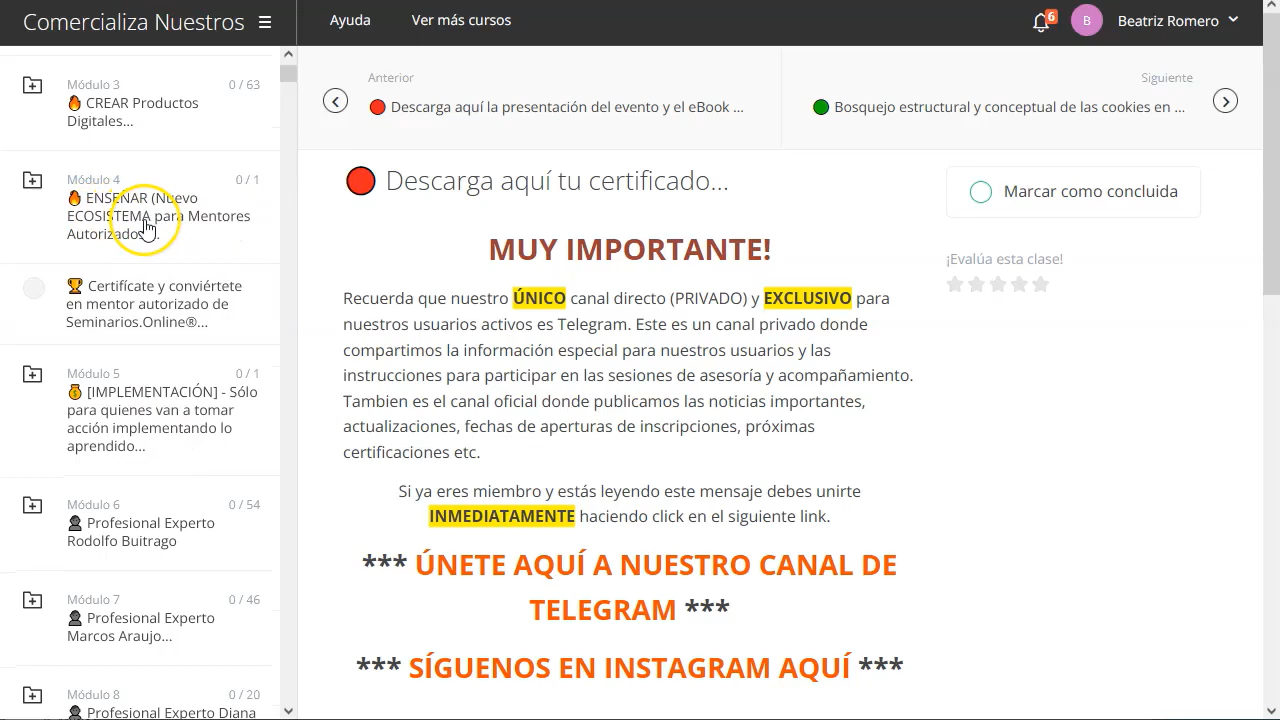 Comercializa Nuestros
Ayuda
Ver más cursos
6
B
Beatriz Romero
Módulo 3
0 / 63
CREAR Productos
Digitales...
Módulo 4
0 / 1
ENSEÑAR (Nuevo
ECOSISTEMA para Mentores
Autorizados)...
Certifícate y conviértete
en mentor autorizado de
Seminarios.Online®...
Módulo 5
0 / 1
[IMPLEMENTACIÓN] - Sólo
para quienes van a tomar
acción implementando lo
aprendido...
Módulo 6
0 / 54
Profesional Experto
Rodolfo Buitrago
Módulo 7
0 / 46
Profesional Experto
Marcos Araujo...
Módulo 8
0 / 20
Profesional Experto Diana
Anterior
Descarga aquí la presentación del evento y el eBook ...
Siguiente
Bosquejo estructural y conceptual de las cookies en ...
Descarga aquí tu certificado...
MUY IMPORTANTE!
Recuerda que nuestro ÚNICO canal directo (PRIVADO) y EXCLUSIVO para
nuestros usuarios activos es Telegram. Este es un canal privado donde
compartimos la información especial para nuestros usuarios y las
instrucciones para participar en las sesiones de asesoría y acompañamiento.
Tambien es el canal oficial donde publicamos las noticias importantes,
actualizaciones, fechas de aperturas de inscripciones, próximas
certificaciones etc.
Si ya eres miembro y estás leyendo este mensaje debes unirte
INMEDIATAMENTE haciendo click en el siguiente link.
*** ÚNETE AQUÍ A NUESTRO CANAL DE
TELEGRAM ***
*** SÍGUENOS EN INSTAGRAM AQUÍ ***
Marcar como concluida
¡Evalúa esta clase!